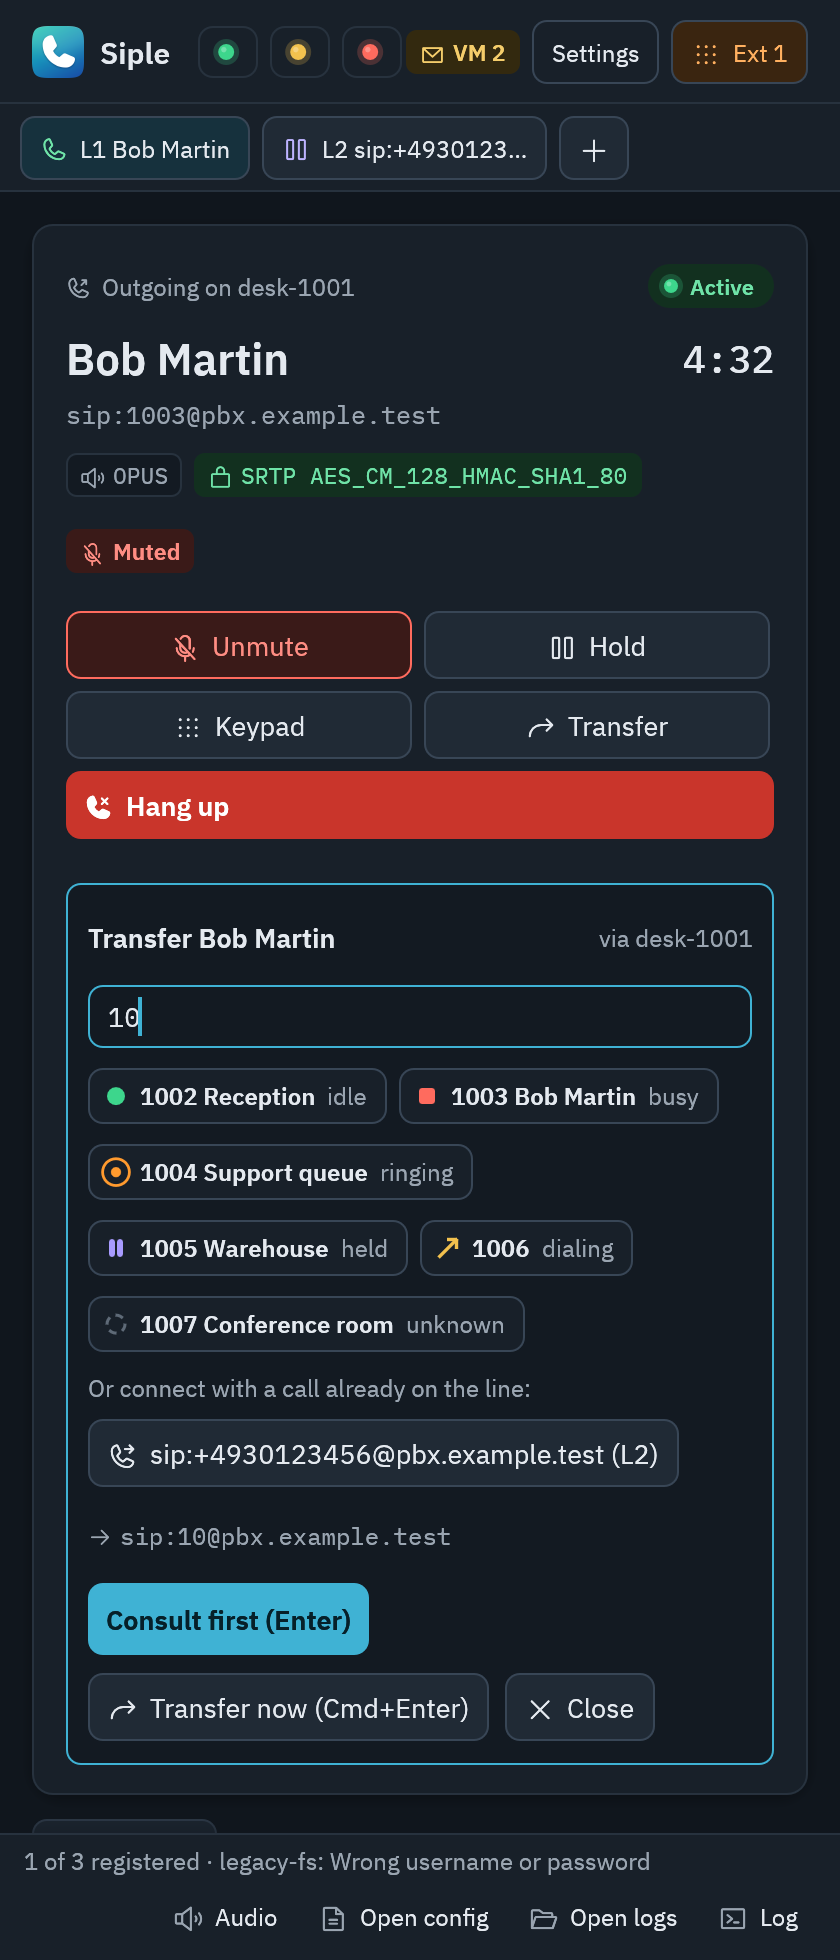 Siple VM 2 Settings Ext 1
L1 Bob Martin L2 sip:+4930123...
Outgoing on desk-1001 Active
Bob Martin 4:32
sip:1003@pbx.example.test
OPUS SRTP AES_CM_128_HMAC_SHA1_80
Muted
Unmute Hold
Keypad Transfer
Hang up
Transfer Bob Martin via desk-1001
10
1002 Reception idle 1003 Bob Martin busy
1004 Support queue ringing
1005 Warehouse held 1006 dialing
1007 Conference room unknown
Or connect with a call already on the line:
sip:+4930123456@pbx.example.test (L2)
→ sip:10@pbx.example.test
Consult first (Enter)
Transfer now (Cmd+Enter) Close
1 of 3 registered · legacy-fs: Wrong username or password
Audio Open config Open logs Log